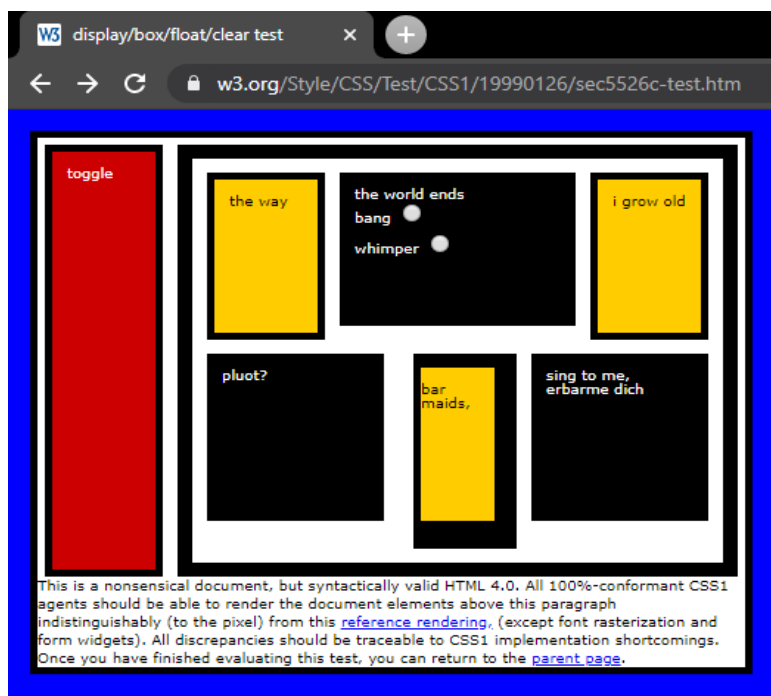 W3 display/box/float/clear test
w3.org/Style/CSS/Test/CSS1/19990126/sec5526c-test.htm
toggle
the way
the world ends
bang
whimper
i grow old
pluot?
bar
maids,
sing to me,
erbarme dich
This is a nonsensical document, but syntactically valid HTML 4.0. All 100%-conformant CSS1
agents should be able to render the document elements above this paragraph
indistinguishably (to the pixel) from this reference rendering, (except font rasterization and
form widgets). All discrepancies should be traceable to CSS1 implementation shortcomings.
Once you have finished evaluating this test, you can return to the parent page.